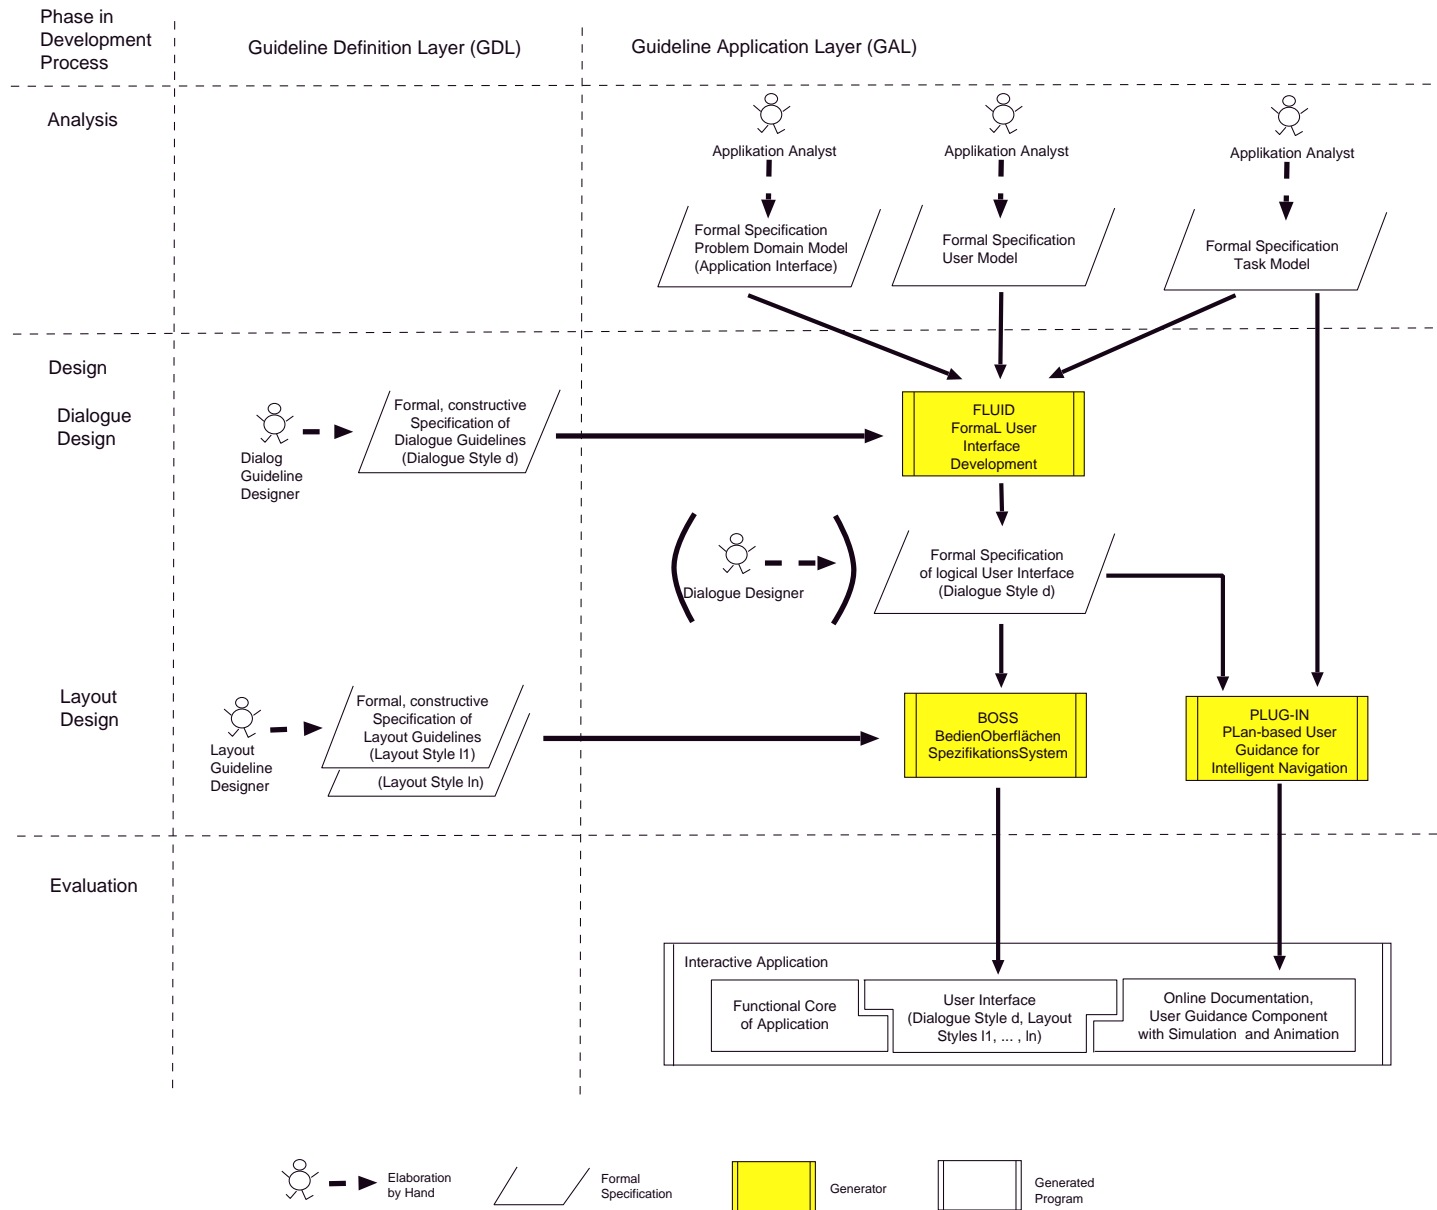 Phase in
Development
Process
Guideline Definition Layer (GDL)
Guideline Application Layer (GAL)
Analysis
Applikation Analyst
Applikation Analyst
Applikation Analyst
Formal Specification
Problem Domain Model
(Application Interface)
Formal Specification
User Model
Formal Specification
Task Model
Design
Dialogue
Design
Dialog
Guideline
Designer
Formal, constructive
Specification of
Dialogue Guidelines
(Dialogue Style d)
FLUID
FormaL User
Interface
Development
Dialogue Designer
Formal Specification
of logical User Interface
(Dialogue Style d)
Layout
Design
Layout
Guideline
Designer
Formal, constructive
Specification of
Layout Guidelines
(Layout Style l1)
(Layout Style ln)
BOSS
BedienOberflächen
SpezifikationsSystem
PLUG-IN
PLan-based User
Guidance for
Intelligent Navigation
Evaluation
Interactive Application
Functional Core
of Application
User Interface
(Dialogue Style d, Layout
Styles l1, ... , ln)
Online Documentation,
User Guidance Component
with Simulation and Animation
Elaboration
by Hand
Formal
Specification
Generator
Generated
Program